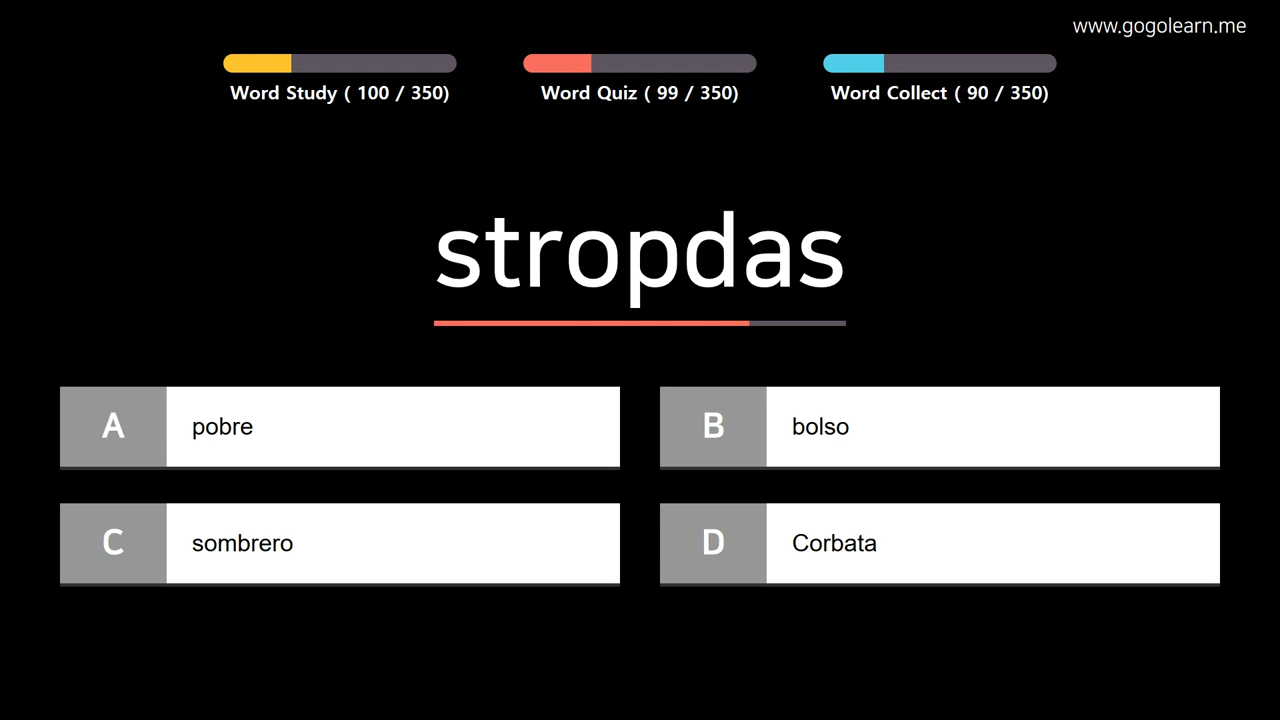 www.gogolearn.me
Word Study ( 100 / 350)
Word Quiz ( 99 / 350)
Word Collect ( 90 / 350)
stropdas
A pobre
B bolso
C sombrero
D Corbata